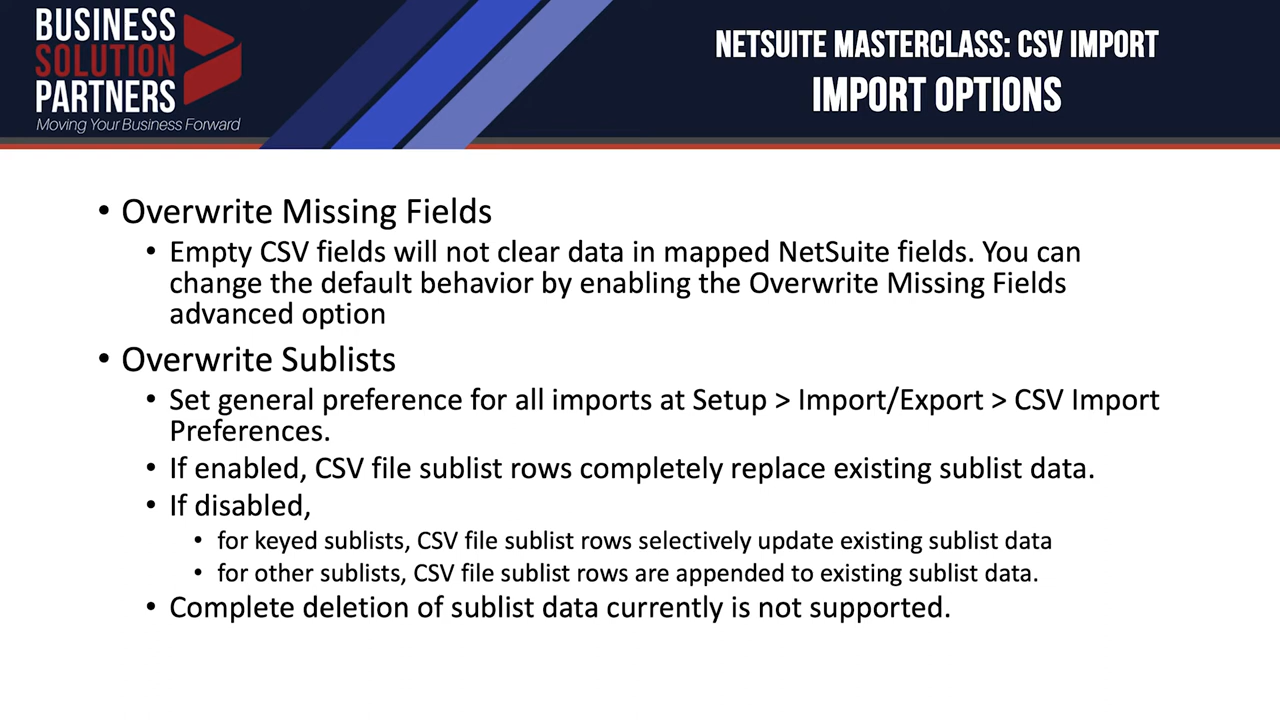 BUSINESS
SOLUTION
PARTNERS
Moving Your Business Forward
NETSUITE MASTERCLASS: CSV IMPORT
IMPORT OPTIONS
• Overwrite Missing Fields
• Empty CSV fields will not clear data in mapped NetSuite fields. You can
change the default behavior by enabling the Overwrite Missing Fields
advanced option
• Overwrite Sublists
• Set general preference for all imports at Setup > Import/Export > CSV Import
Preferences.
• If enabled, CSV file sublist rows completely replace existing sublist data.
• If disabled,
• for keyed sublists, CSV file sublist rows selectively update existing sublist data
• for other sublists, CSV file sublist rows are appended to existing sublist data.
• Complete deletion of sublist data currently is not supported.